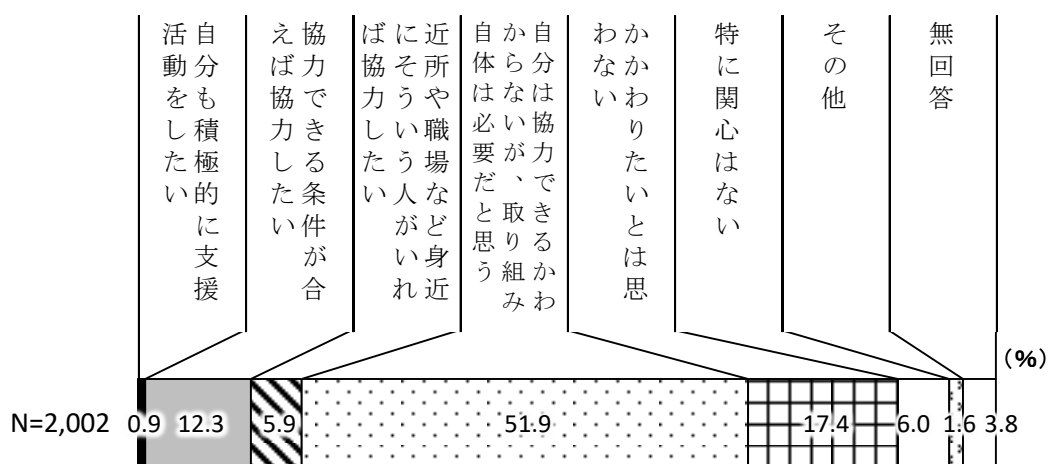 自分も積極的に支援
活動をしたい
協力できる条件が合
えば協力したい
近所や職場など身近
にそういう人がいれ
ば協力したい
自分は協力できるかわ
からないが、取り組み
自体は必要だと思う
かかわりたいとは思
わない
特に関心はない
その他
無回答
(%)
N=2,002 0.9 12.3 5.9 51.9 17.4 6.0 1.6 3.8